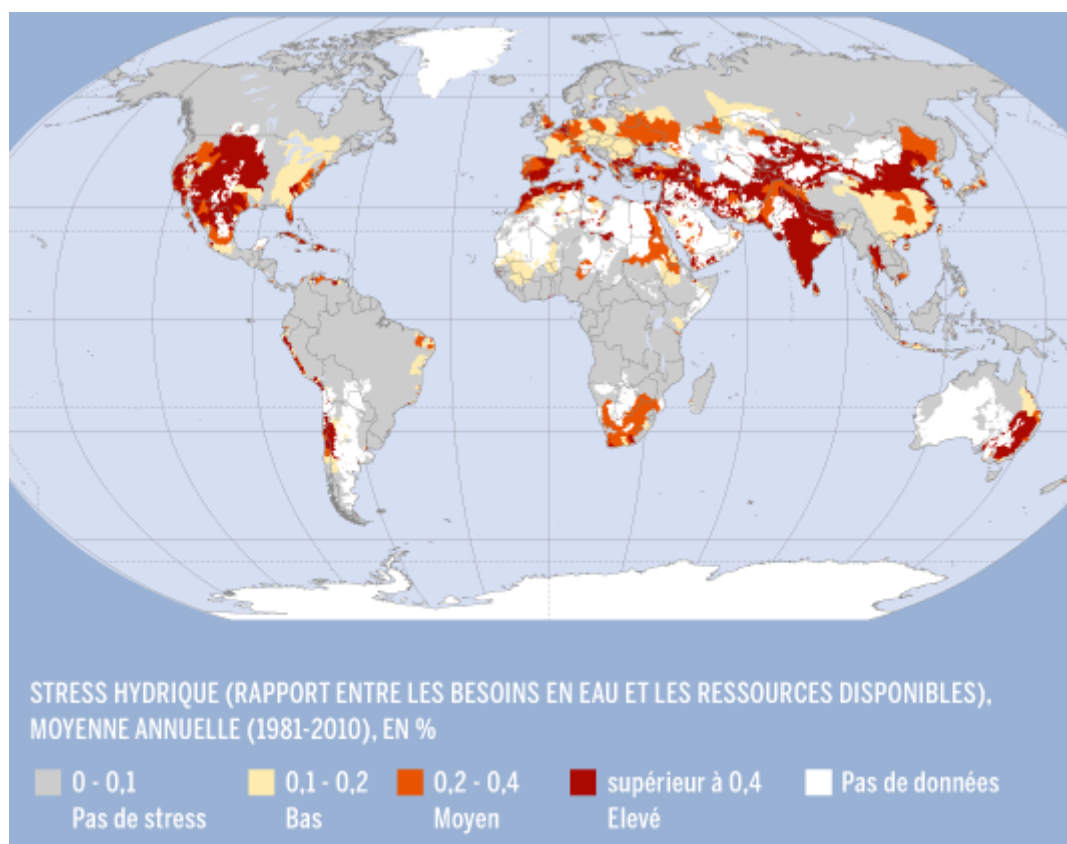 STRESS HYDRIQUE (RAPPORT ENTRE LES BESOINS EN EAU ET LES RESSOURCES DISPONIBLES),
MOYENNE ANNUELLE (1981-2010), EN %
0 - 0,1
Pas de stress
0,1 - 0,2
Bas
0,2 - 0,4
Moyen
supérieur à 0,4
Elevé
Pas de données